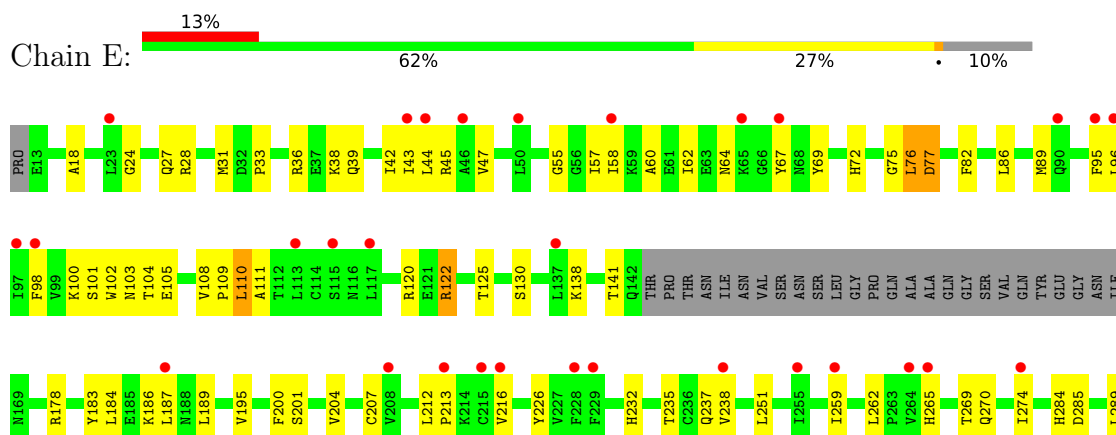 13%
Chain E:
62% 27% • 10%
PRO E13 A18 L23 G24 Q27 R28 M31 D32 P33 R36 E37 K38 Q39 I42 I43 L44 R45 A46 V47 L50 G55 G56 I57 I58 K59 A60 E61 I62 E63 N64 K65 G66 Y67 N68 Y69 H72 G75 L76 D77 F82 L86 M89 Q90 F95 L96
I97 F98 V99 K100 S101 W102 N103 T104 E105 V108 P109 L110 A111 T112 L113 C114 S115 N116 L117 R120 E121 R122 T125 S130 L137 K138 T141 Q142 THR PRO THR ASN ILE ASN VAL SER ASN SER LEU GLY PRO GLN ALA ALA GLN GLY SER VAL GLN TYR GLU GLY ASN ILE
N169 R178 Y183 L184 E185 K186 L187 N188 L189 V195 F200 S201 V204 C207 V208 L212 P213 K214 C215 V216 Y226 V227 F228 F229 H232 T235 C236 Q237 V238 L251 I255 I259 L262 P263 V264 H265 T269 Q270 I274 H284 D285